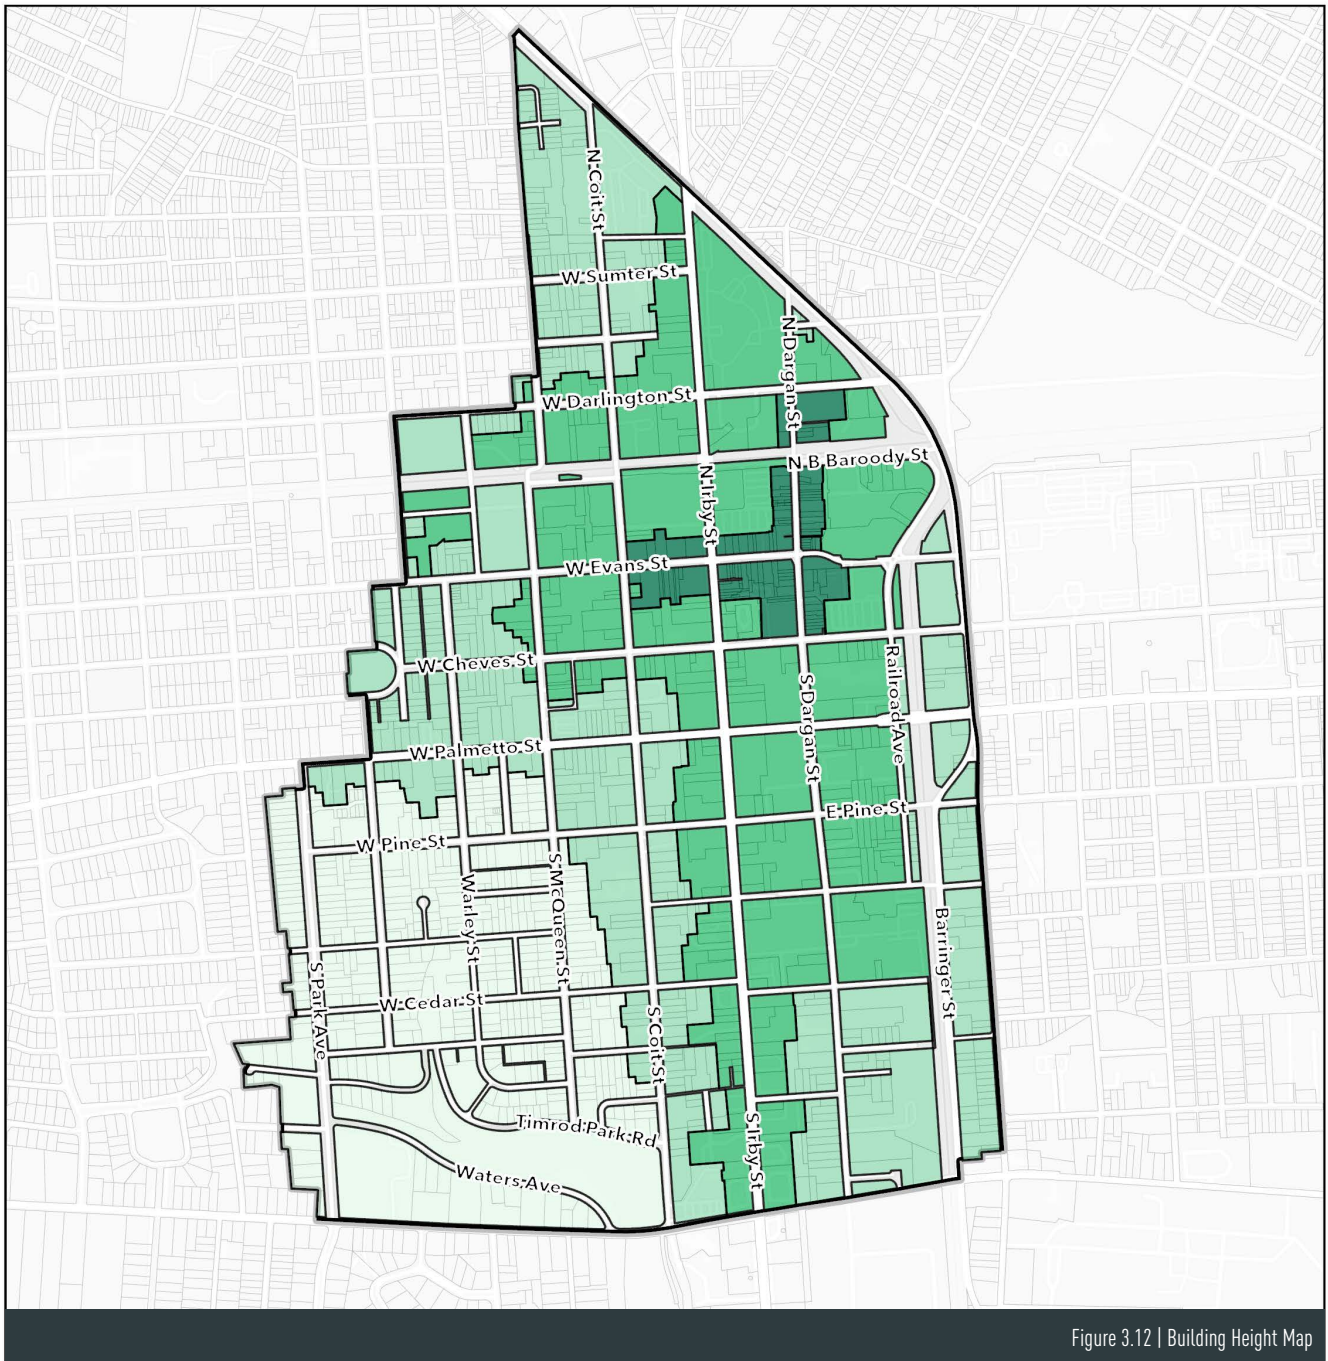 N Coit St
W Sumter St
N Dargan St
W Darlington St
N B Baroody St
N Irby St
W Evans St
W Cheves St
Railroad Ave
S Dargan St
W Palmetto St
E Pine St
W Pine St
Warley St
S McQueen St
Barringer St
S Park Ave
W Cedar St
S Coit St
Timrod Park Rd
S Irby St
Waters Ave
Figure 3.12 | Building Height Map